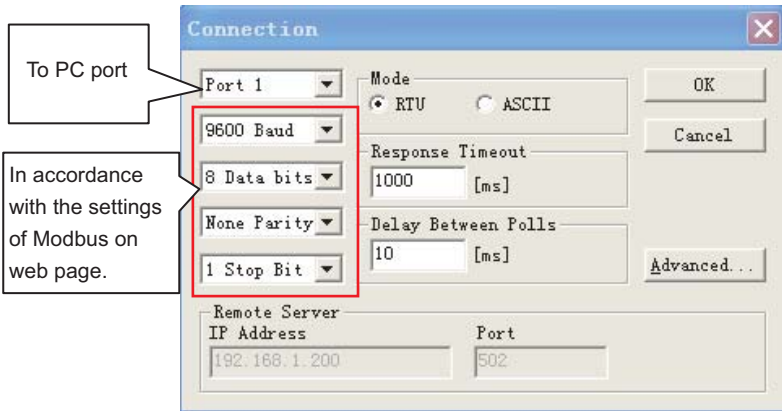 Connection
To PC port
Port 1
Mode
RTU
ASCII
OK
9600 Baud
Cancel
In accordance
with the settings
of Modbus on
web page.
8 Data bits
Response Timeout
1000 [ms]
None Parity
Delay Between Polls
10 [ms]
1 Stop Bit
Advanced...
Remote Server
IP Address
Port
192.168.1.200
502